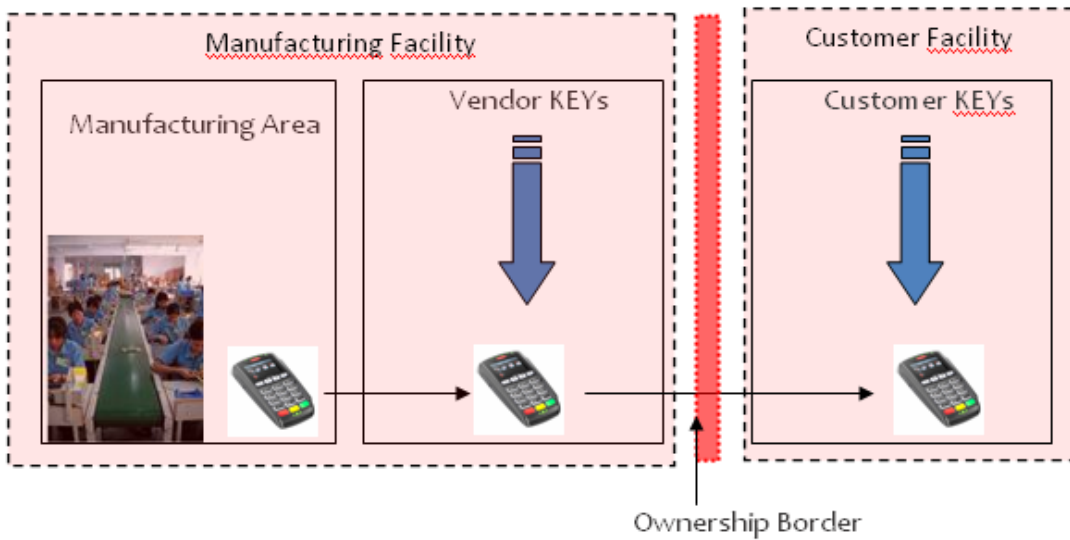 Manufacturing Facility
Customer Facility
Manufacturing Area
Vendor KEYs
Customer KEYs
Ownership Border